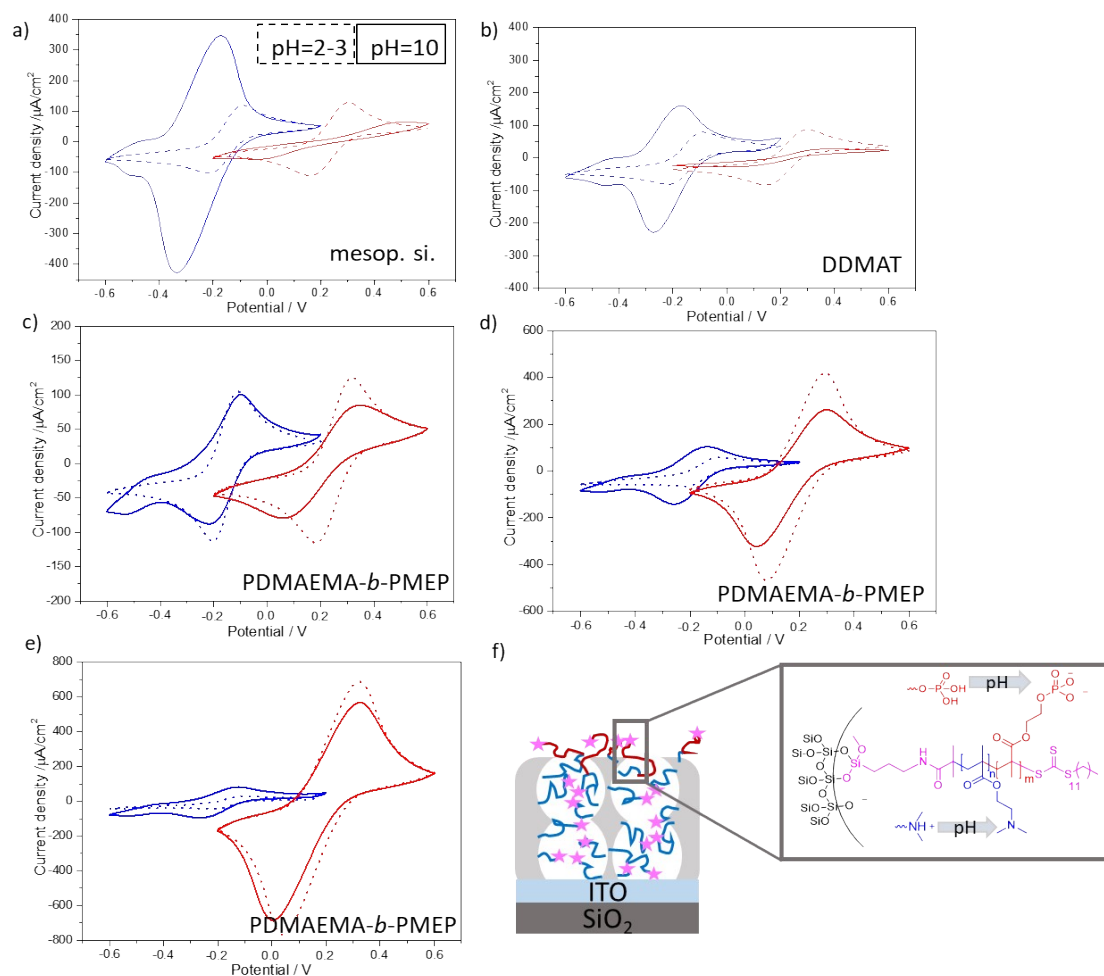 a)
400
300
200
100
0
-100
-200
-300
-400
Current density /µA/cm²
-0.6 -0.4 -0.2 0.0 0.2 0.4 0.6
Potential / V
pH=2-3 pH=10
mesop. si.
b)
400
300
200
100
0
-100
-200
-300
-400
Current density /µA/cm²
-0.6 -0.4 -0.2 0.0 0.2 0.4 0.6
Potential / V
DDMAT
c)
200
150
100
50
0
-50
-100
-150
-200
Current density /µA/cm²
-0.6 -0.4 -0.2 0.0 0.2 0.4 0.6
Potential / V
PDMAEMA-b-PMEP
d)
600
400
200
0
-200
-400
-600
Current density /µA/cm²
-0.6 -0.4 -0.2 0.0 0.2 0.4 0.6
Potential / V
PDMAEMA-b-PMEP
e)
800
600
400
200
0
-200
-400
-600
-800
Current density /µA/cm²
-0.6 -0.4 -0.2 0.0 0.2 0.4 0.6
Potential / V
PDMAEMA-b-PMEP
f)
ITO
SiO₂
pH
pH